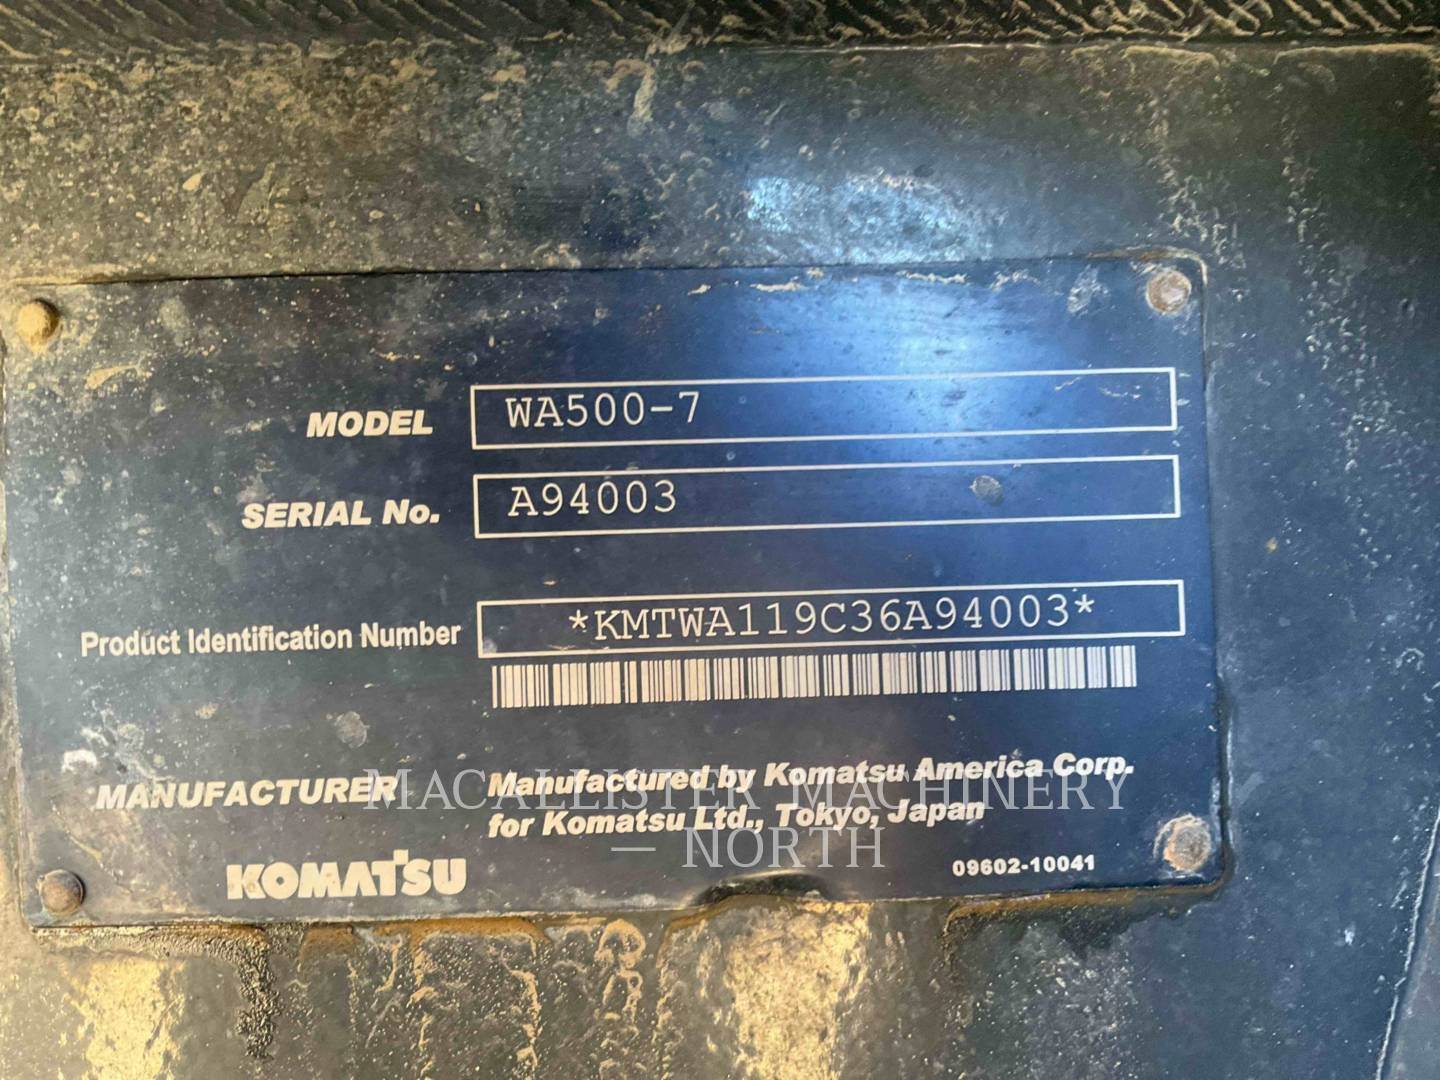 MODEL WA500-7
SERIAL No. A94003
Product Identification Number *KMTWA119C36A94003*
MANUFACTURER Manufactured by Komatsu America Corp.
for Komatsu Ltd., Tokyo, Japan
MACALLISTER MACHINERY
— NORTH
KOMATSU 09602-10041